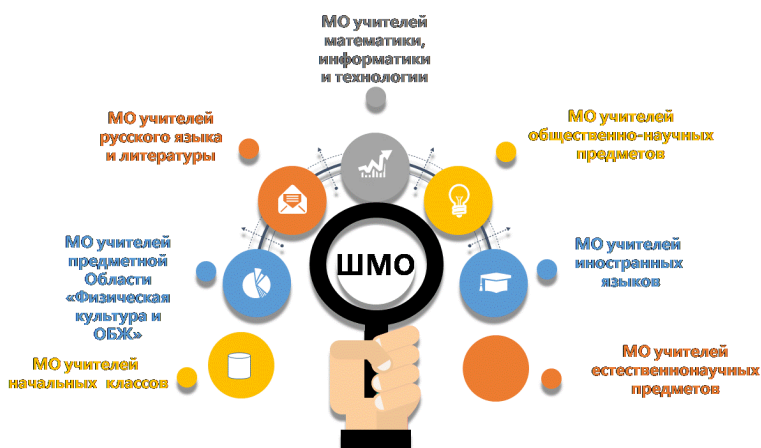 МО учителей
математики,
информатики
и технологии
МО учителей
русского языка
и литературы
МО учителей
общественно-научных
предметов
МО учителей
предметной
Области
«Физическая
культура и
ОБЖ»
ШМО
МО учителей
иностранных
языков
МО учителей
начальных классов
МО учителей
естественнонаучных
предметов